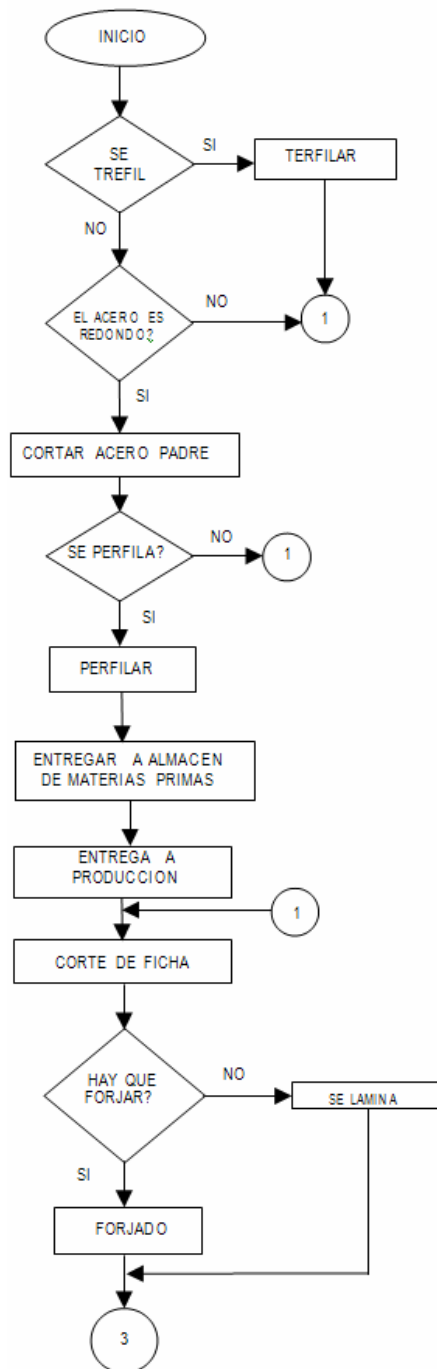 INICIO
SE
TREFIL
SI
TERFILAR
NO
EL ACERO ES
REDONDO?
NO
1
SI
CORTAR ACERO PADRE
SE PERFILA?
NO
1
SI
PERFILAR
ENTREGAR A ALMACEN
DE MATERIAS PRIMAS
ENTREGA A
PRODUCCION
1
CORTE DE FICHA
HAY QUE
FORJAR?
NO
SE LAMINA
SI
FORJADO
3